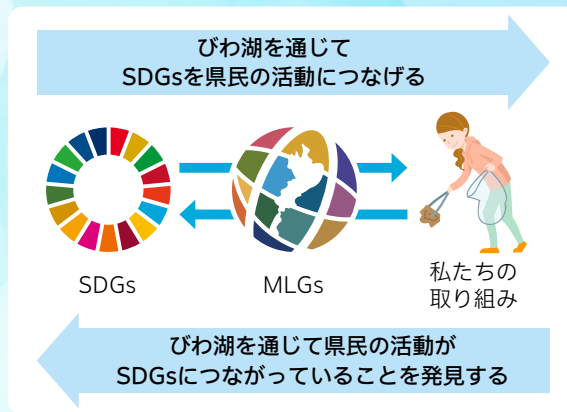 びわ湖を通じて
SDGsを県民の活動につなげる
SDGs
MLGs
私たちの
取り組み
びわ湖を通じて県民の活動が
SDGsにつながっていることを発見する